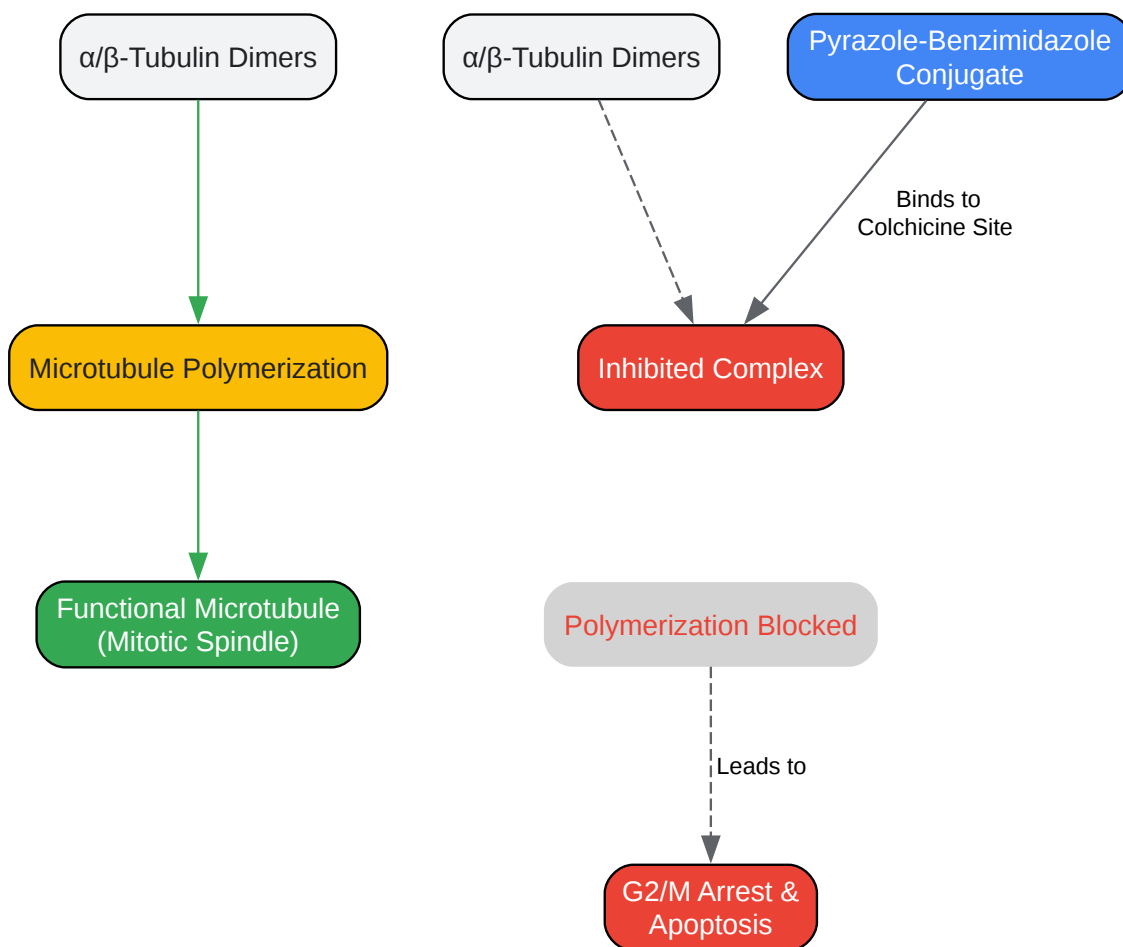 α/β-Tubulin Dimers
α/β-Tubulin Dimers
Pyrazole-Benzimidazole
Conjugate
Binds to
Colchicine Site
Microtubule Polymerization
Inhibited Complex
Functional Microtubule
(Mitotic Spindle)
Polymerization Blocked
Leads to
G2/M Arrest &
Apoptosis